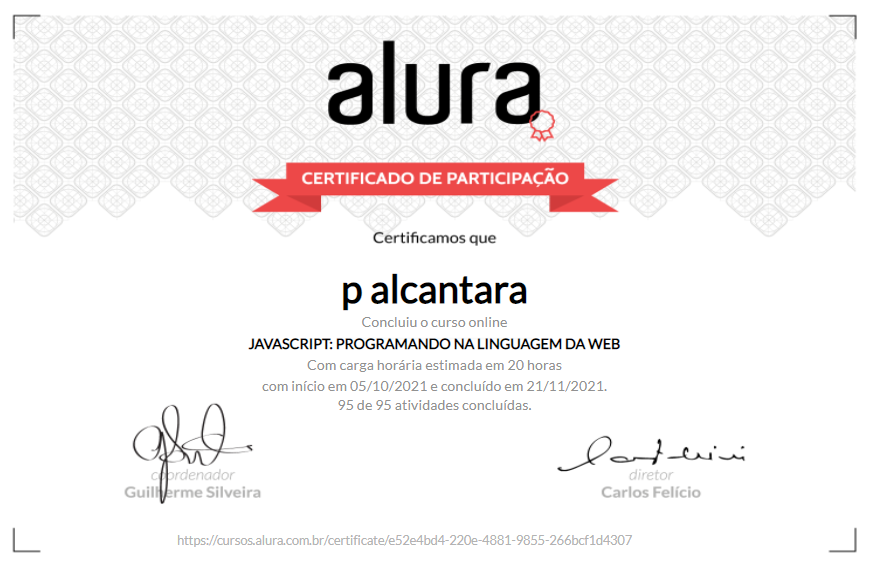 alura
CERTIFICADO DE PARTICIPAÇÃO
Certificamos que
p alcantara
Concluiu o curso online
JAVASCRIPT: PROGRAMANDO NA LINGUAGEM DA WEB
Com carga horária estimada em 20 horas
com início em 05/10/2021 e concluído em 21/11/2021.
95 de 95 atividades concluídas.
coordenador
Guilherme Silveira
diretor
Carlos Felício
https://cursos.alura.com.br/certificate/e52e4bd4-220e-4881-9855-266bcf1d4307